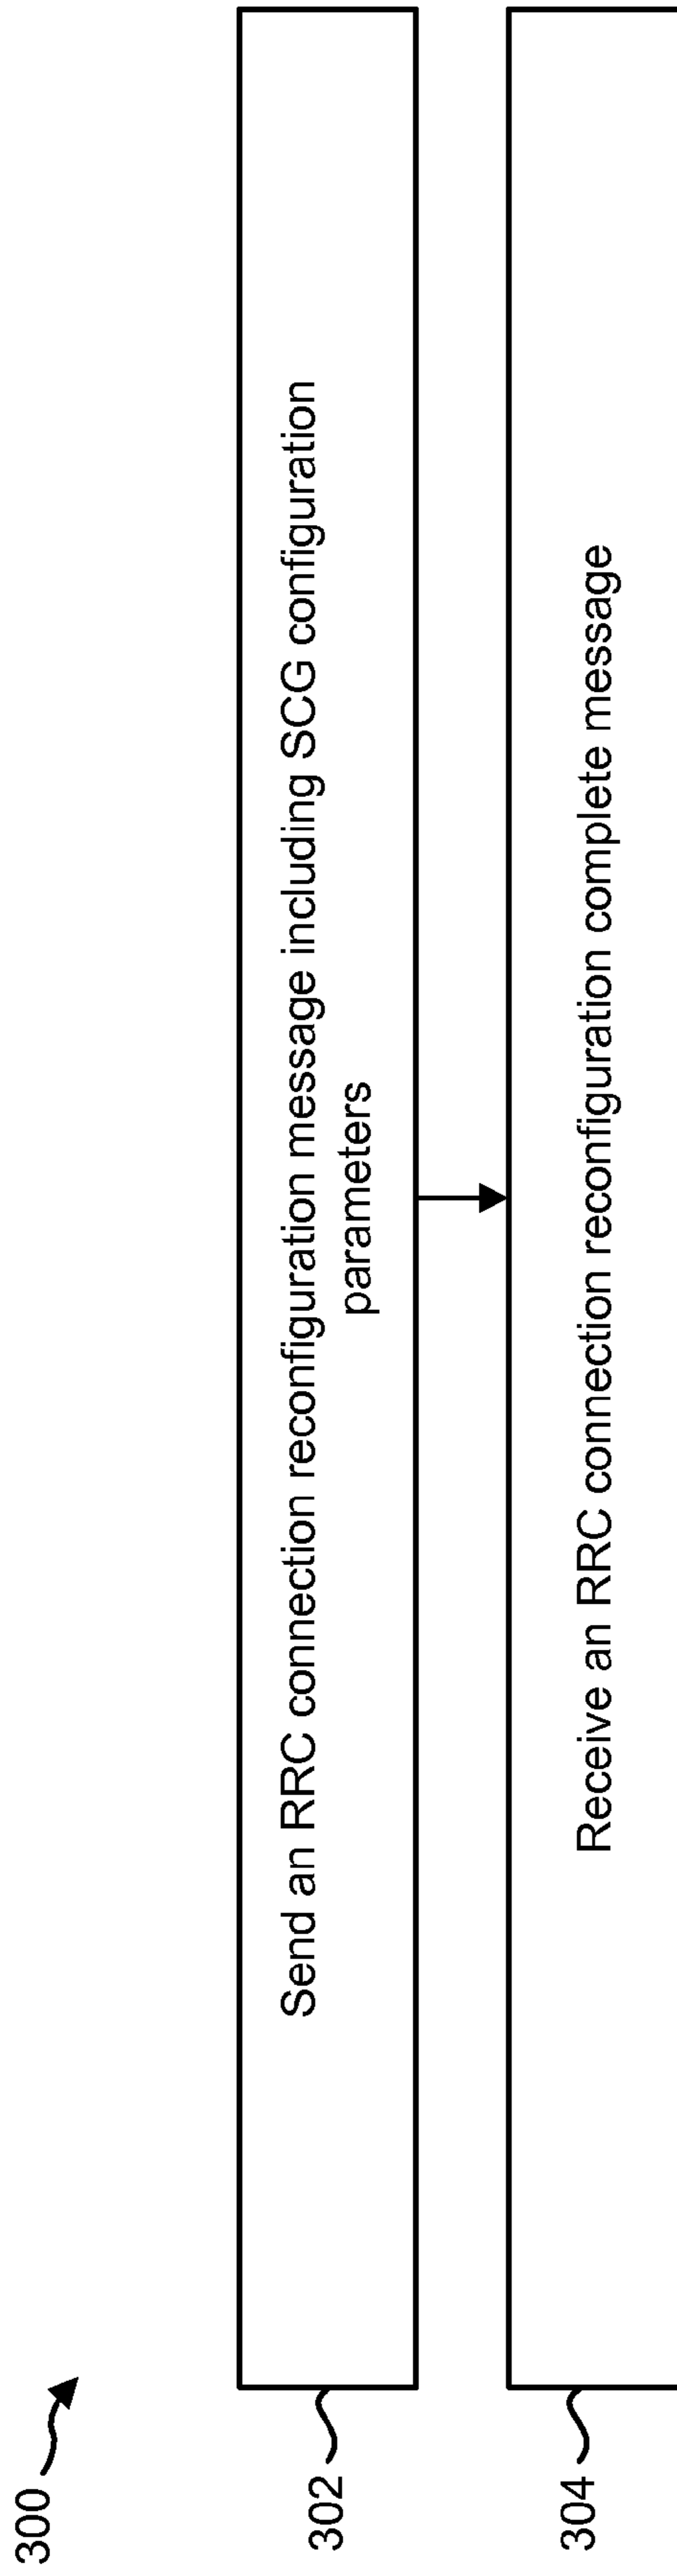 300
302
Send an RRC connection reconfiguration message including SCG configuration
parameters
304
Receive an RRC connection reconfiguration complete message